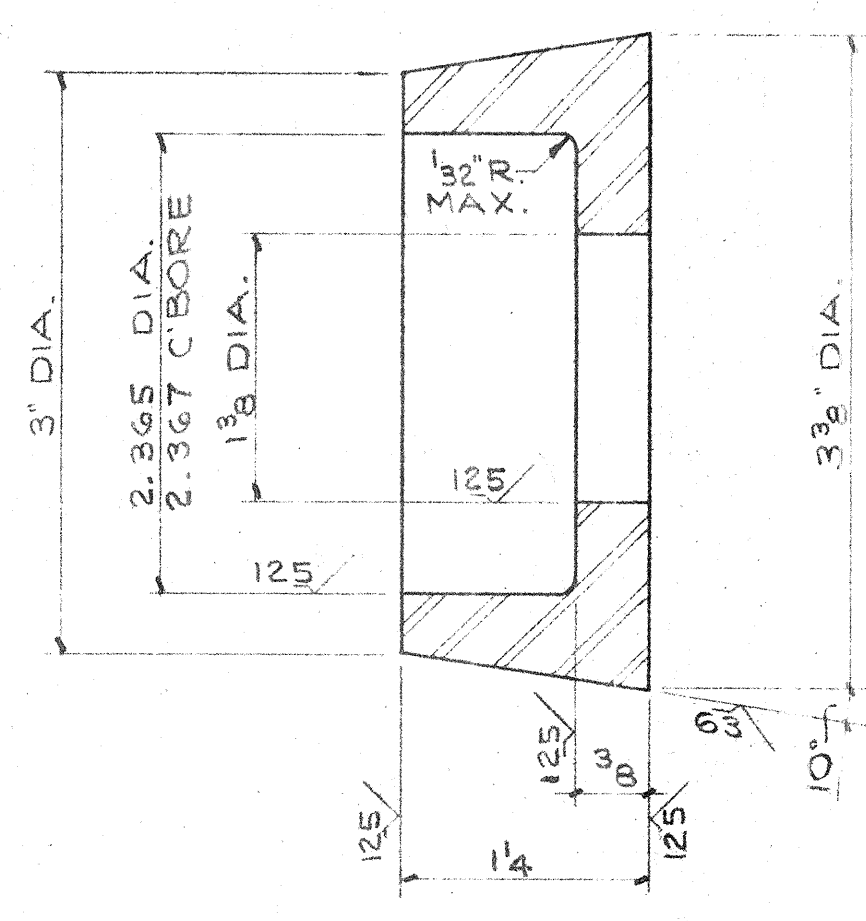 1/32" R.
MAX.
3" DIA.
2.365 DIA.
2.367 C'BORE
1 3/8 DIA.
3 3/8" DIA.
125
125
125
3/8
63
10°
125
125
1 1/4